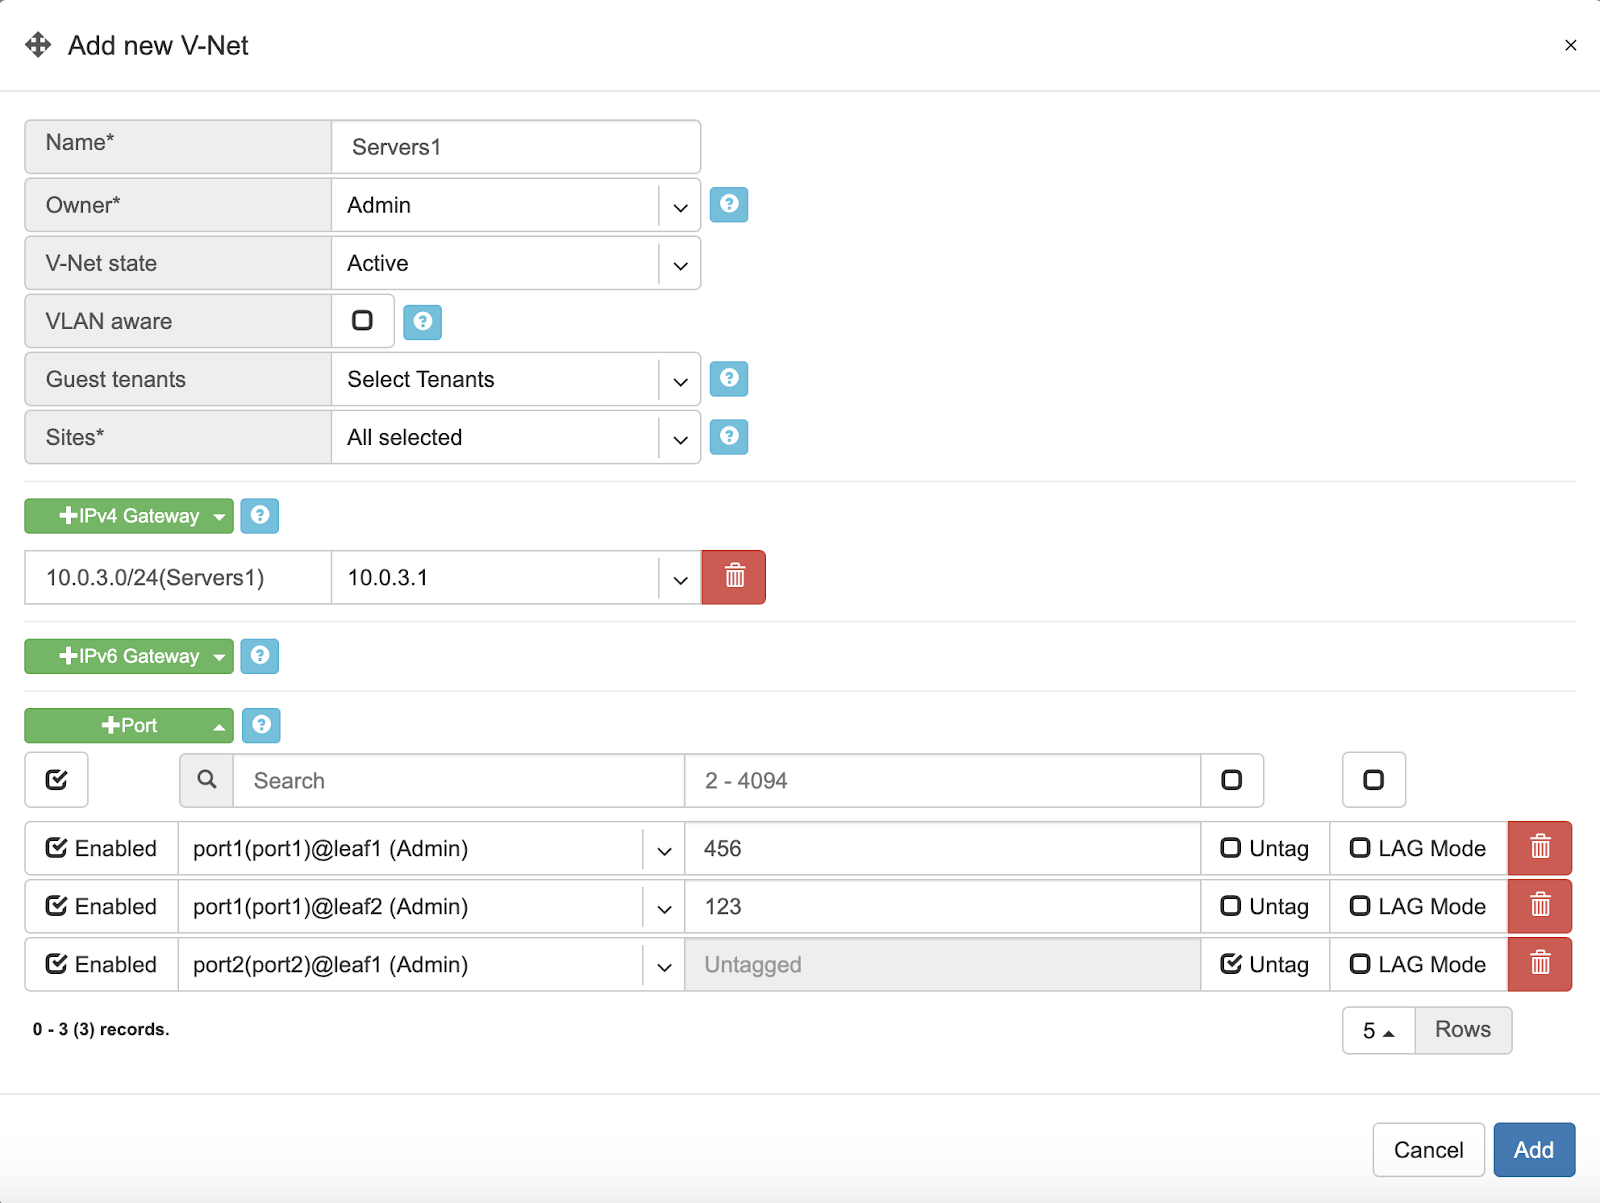 Add new V-Net ×
Name* Servers1
Owner* Admin ?
V-Net state Active
VLAN aware ?
Guest tenants Select Tenants ?
Sites* All selected ?
+IPv4 Gateway ?
10.0.3.0/24(Servers1) 10.0.3.1
+IPv6 Gateway ?
+Port ?
Search 2 - 4094
Enabled port1(port1)@leaf1 (Admin) 456 Untag LAG Mode
Enabled port1(port1)@leaf2 (Admin) 123 Untag LAG Mode
Enabled port2(port2)@leaf1 (Admin) Untagged Untag LAG Mode
0 - 3 (3) records. 5 Rows
Cancel Add